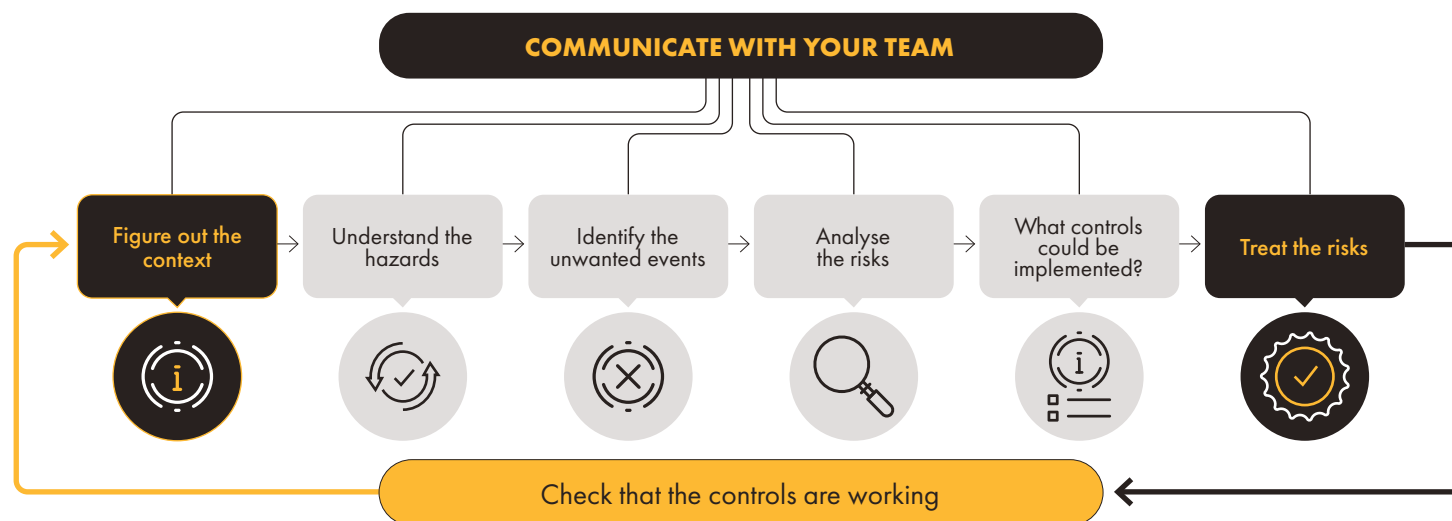 COMMUNICATE WITH YOUR TEAM
Figure out the
context
Understand the
hazards
Identify the
unwanted events
Analyse
the risks
What controls
could be
implemented?
Treat the risks
i
i
Check that the controls are working